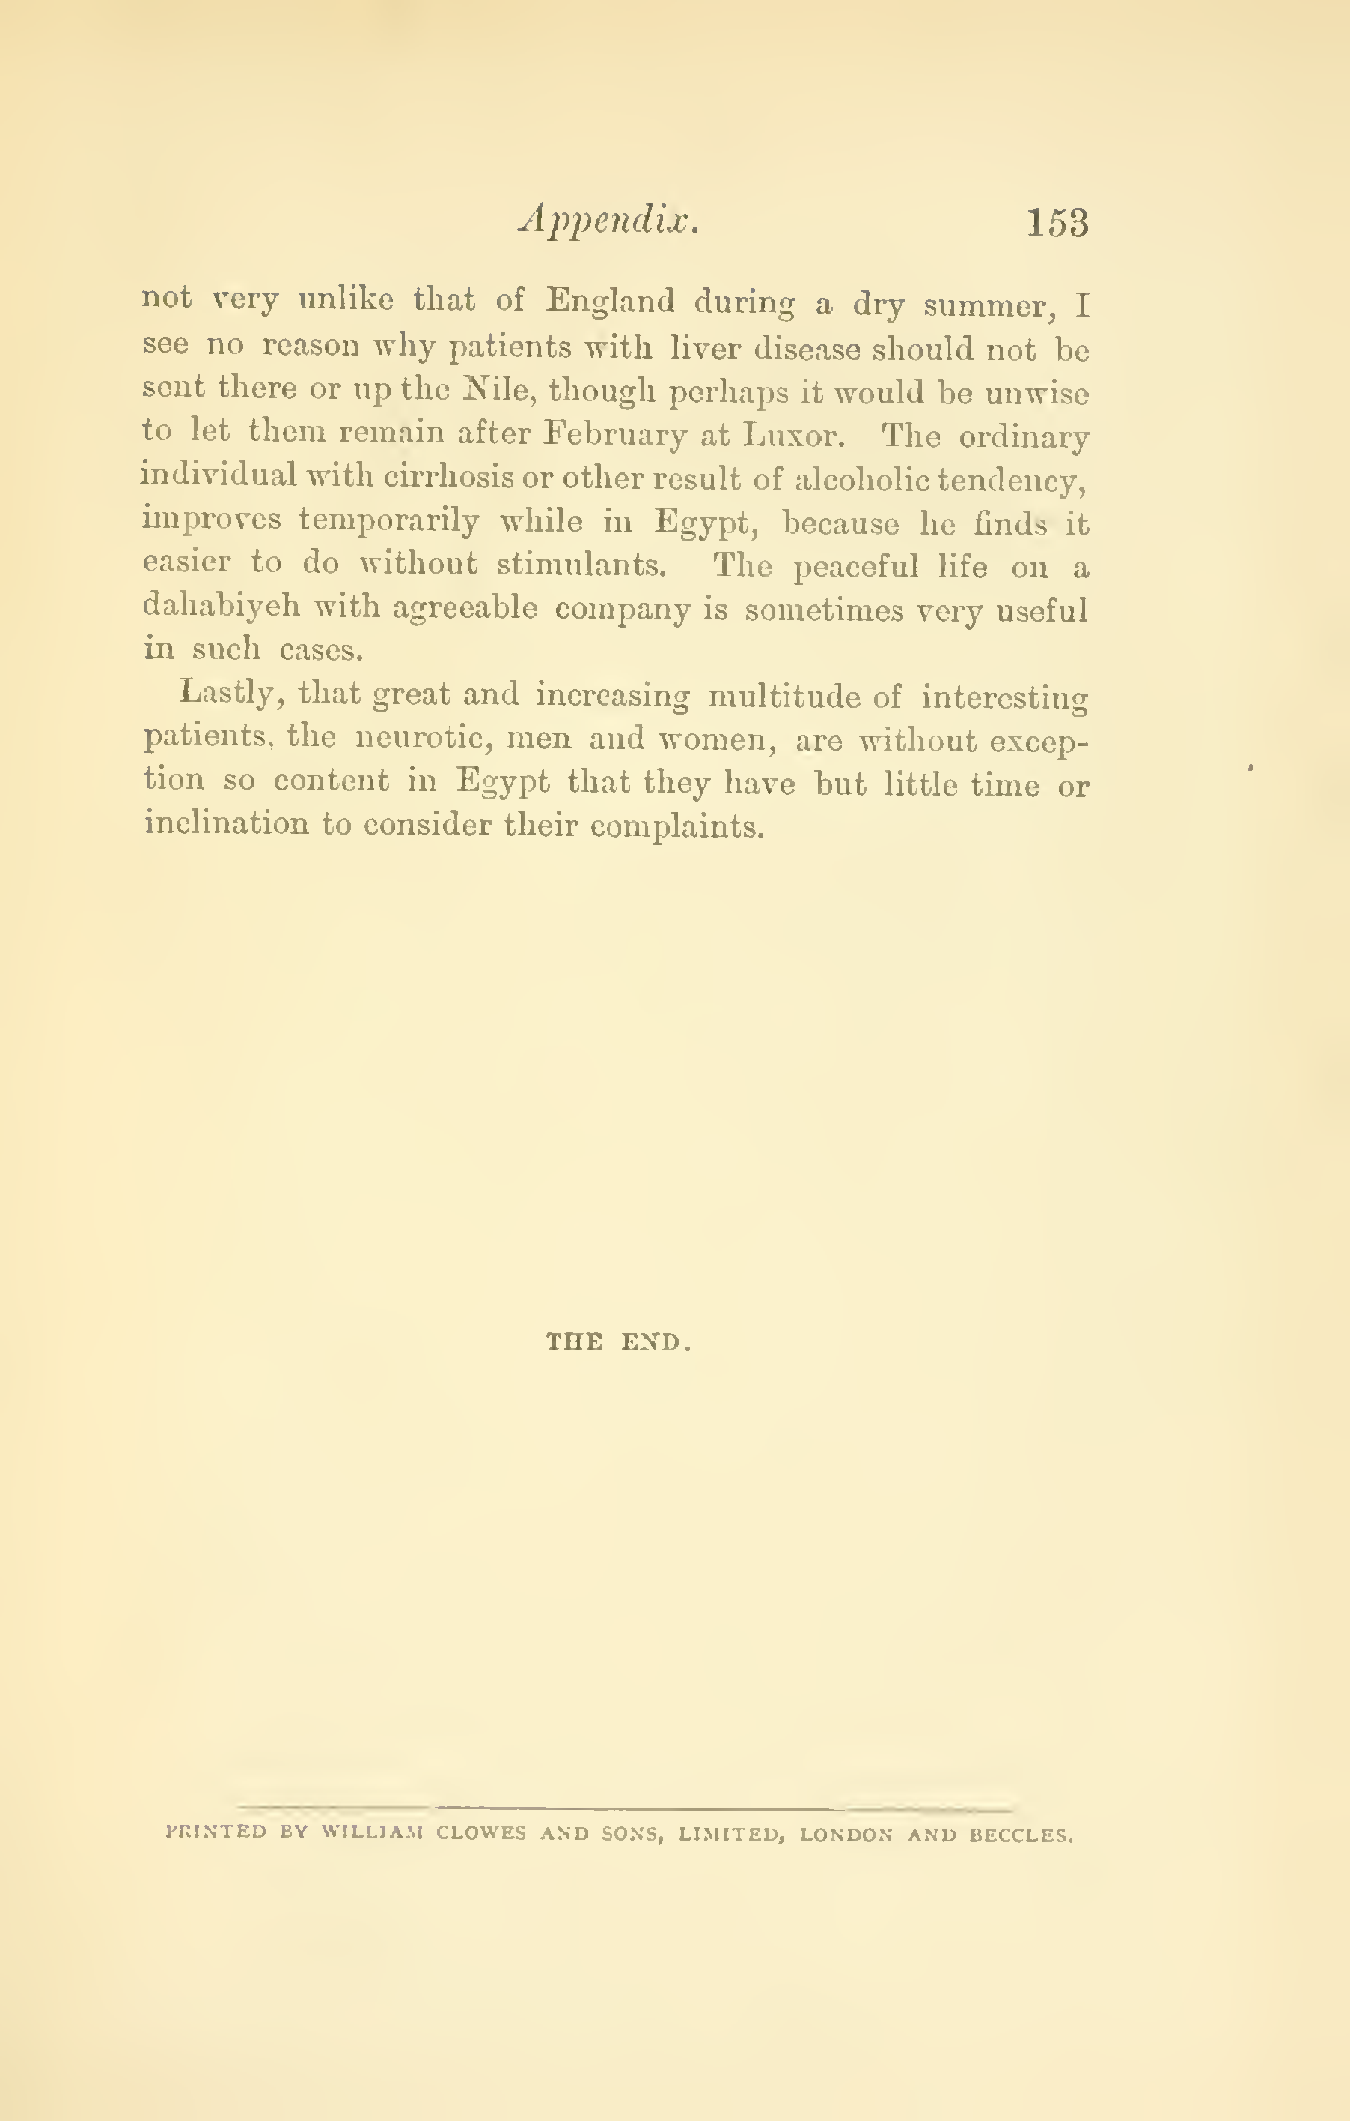 Appendix. 153
not very unlike that of England during a dry summer, I
see no reason why patients with liver disease should not be
sent there or up the Nile, though perhaps it would be unwise
to let them remain after February at Luxor. The ordinary
individual with cirrhosis or other result of alcoholic tendency,
improves temporarily while in Egypt, because he finds it
easier to do without stimulants. The peaceful life on a
dahabiyeh with agreeable company is sometimes very useful
in such cases.
Lastly, that great and increasing multitude of interesting
patients, the neurotic, men and women, are without excep-
tion so content in Egypt that they have but little time or
inclination to consider their complaints.
THE END.
PRINTED BY WILLIAM CLOWES AND SONS, LIMITED, LONDON AND BECCLES.